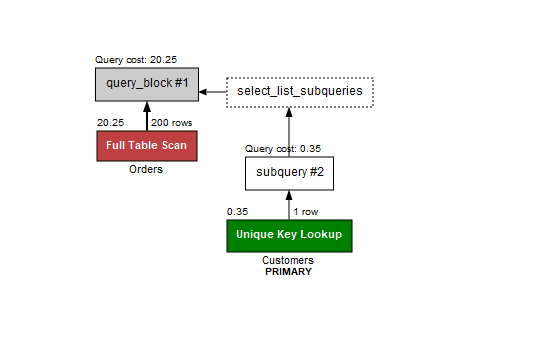 Query cost: 20.25
query_block #1
select_list_subqueries
20.25 200 rows
Full Table Scan
Orders
Query cost: 0.35
subquery #2
0.35 1 row
Unique Key Lookup
Customers
PRIMARY